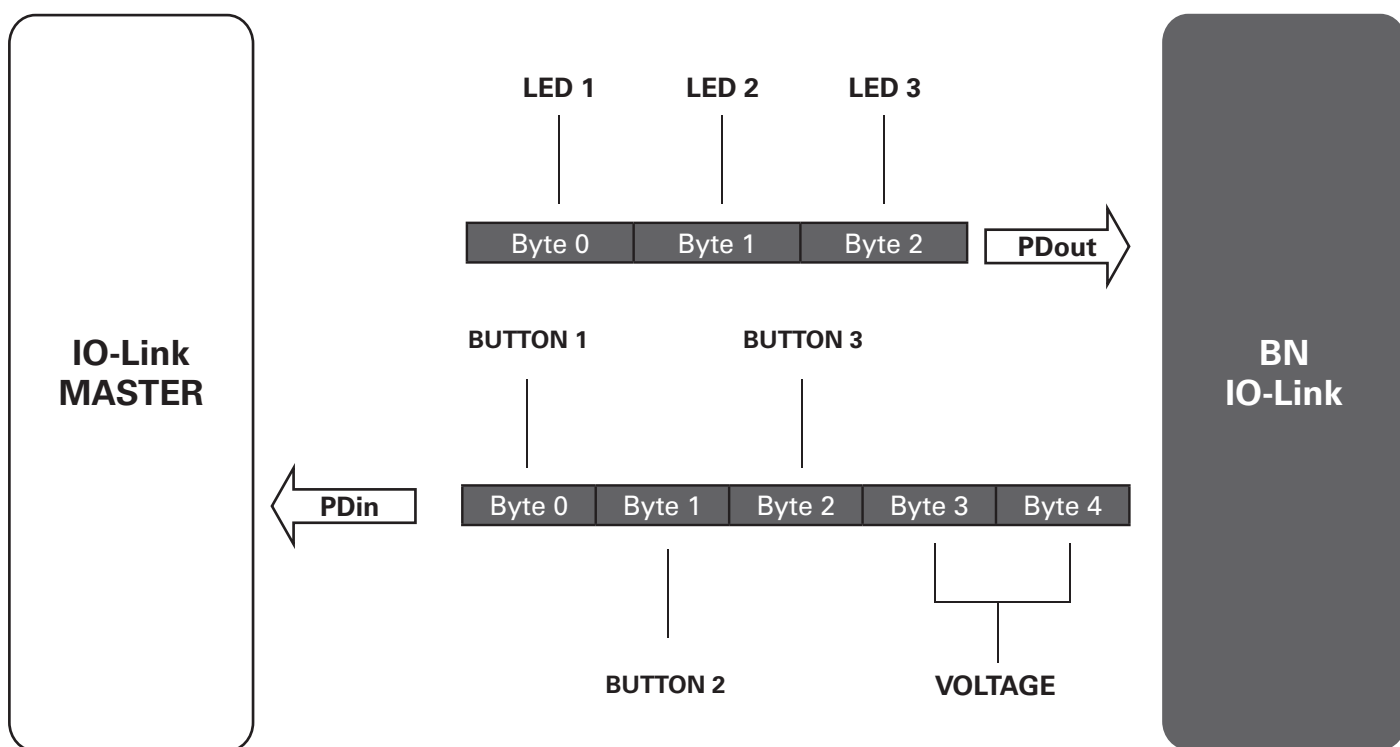 LED 1 LED 2 LED 3
Byte 0 Byte 1 Byte 2 PDout
BUTTON 1 BUTTON 3
IO-Link
MASTER
BN
IO-Link
PDin Byte 0 Byte 1 Byte 2 Byte 3 Byte 4
BUTTON 2 VOLTAGE